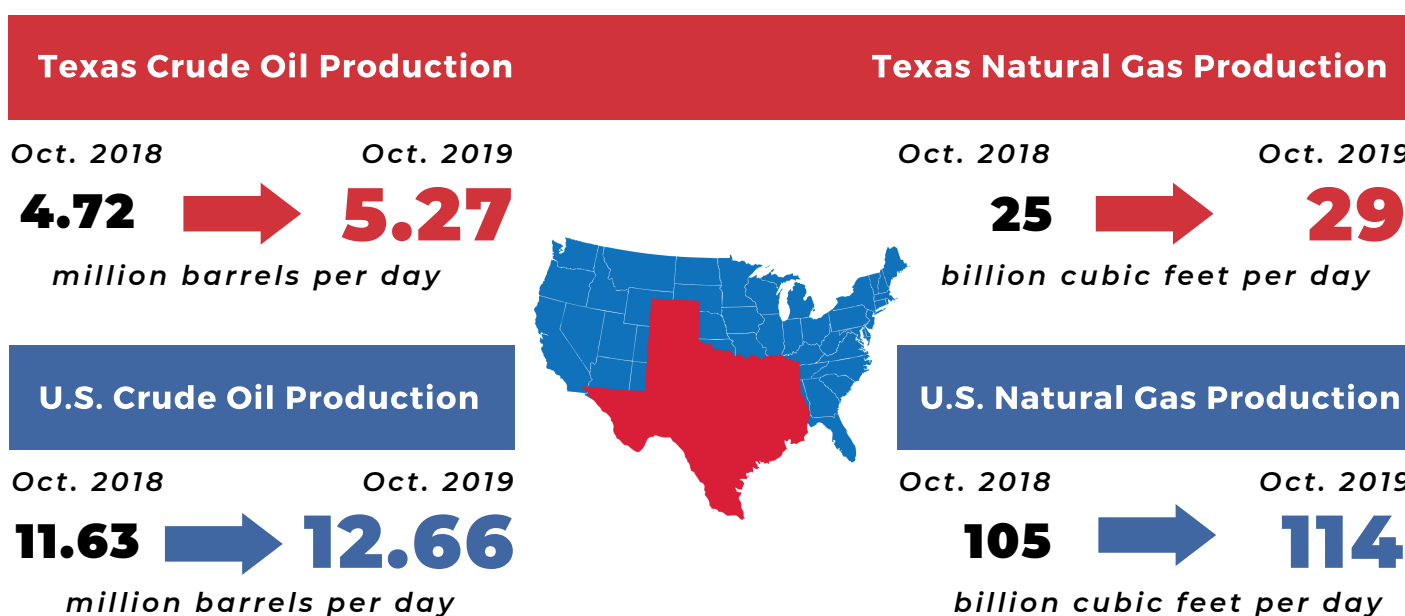 Texas Crude Oil Production
Oct. 2018 Oct. 2019
4.72 5.27
million barrels per day
Texas Natural Gas Production
Oct. 2018 Oct. 2019
25 29
billion cubic feet per day
U.S. Crude Oil Production
Oct. 2018 Oct. 2019
11.63 12.66
million barrels per day
U.S. Natural Gas Production
Oct. 2018 Oct. 2019
105 114
billion cubic feet per day